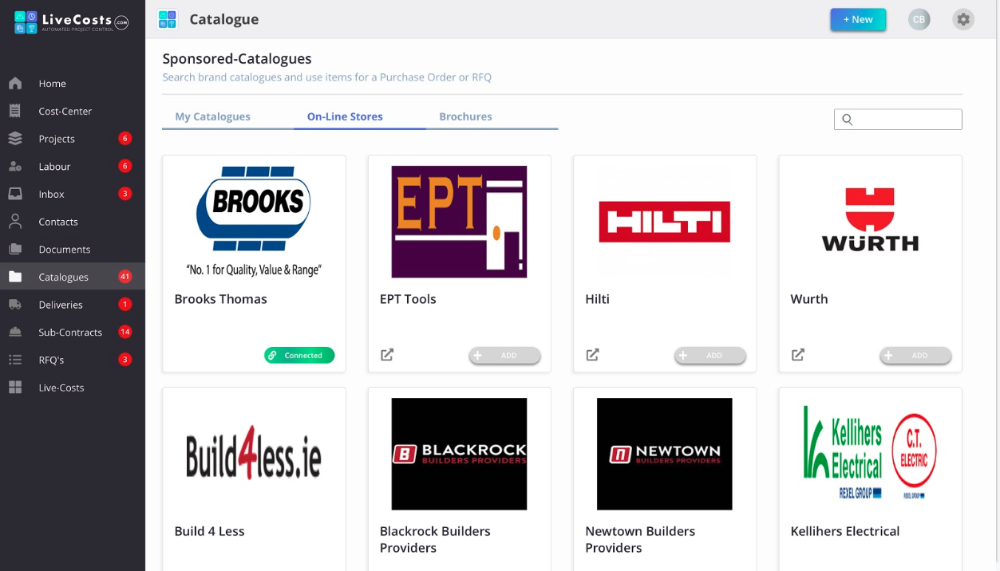 LiveCosts.COM
AUTOMATED PROJECT CONTROL
Catalogue
+ New
CB
Home
Cost-Center
Projects 6
Labour 6
Inbox 3
Contacts
Documents
Catalogues 41
Deliveries 1
Sub-Contracts 14
RFQ's 3
Live-Costs
Sponsored-Catalogues
Search brand catalogues and use items for a Purchase Order or RFQ
My Catalogues
On-Line Stores
Brochures
BROOKS
"No. 1 for Quality, Value & Range"
Brooks Thomas
Connected
EPT
EPT Tools
ADD
HILTI
Hilti
ADD
WÜRTH
Wurth
ADD
Build4less.ie
Build 4 Less
B BLACKROCK
BUILDERS PROVIDERS
Blackrock Builders
Providers
n NEWTOWN
BUILDERS PROVIDERS
Newtown Builders
Providers
Kellihers
Electrical
REXEL GROUP
C.T.
ELECTRIC
REXEL GROUP
Kellihers Electrical